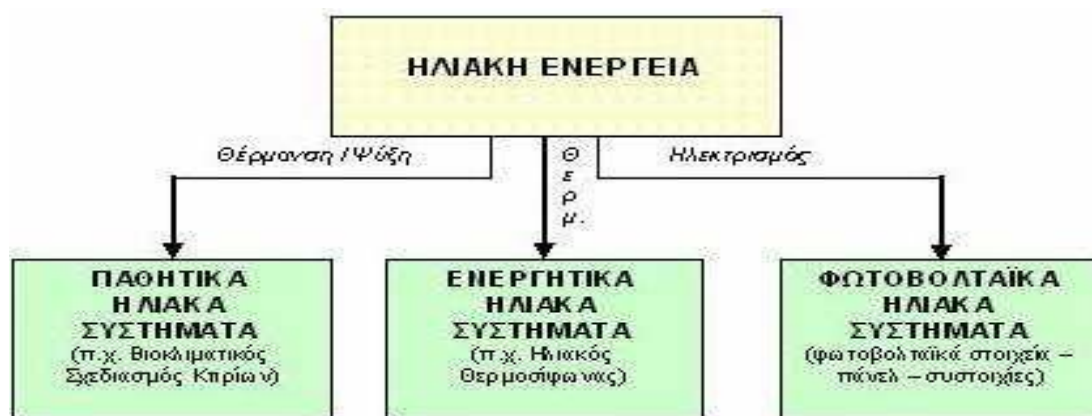 ΗΛΙΑΚΗ ΕΝΕΡΓΕΙΑ
Θέρμανση / Ψύξη
Θερμ.
Ηλεκτρισμός
ΠΑΘΗΤΙΚΑ
ΗΛΙΑΚΑ
ΣΥΣΤΗΜΑΤΑ
(π.χ. Βιοκλιματικός
Σχεδιασμός Κτιρίων)
ΕΝΕΡΓΗΤΙΚΑ
ΗΛΙΑΚΑ
ΣΥΣΤΗΜΑΤΑ
(π.χ. Ηλιακός
Θερμοσίφωνας)
ΦΩΤΟΒΟΛΤΑΪΚΑ
ΗΛΙΑΚΑ
ΣΥΣΤΗΜΑΤΑ
(φωτοβολταϊκά στοιχεία –
πάνελ – συστοιχίες)